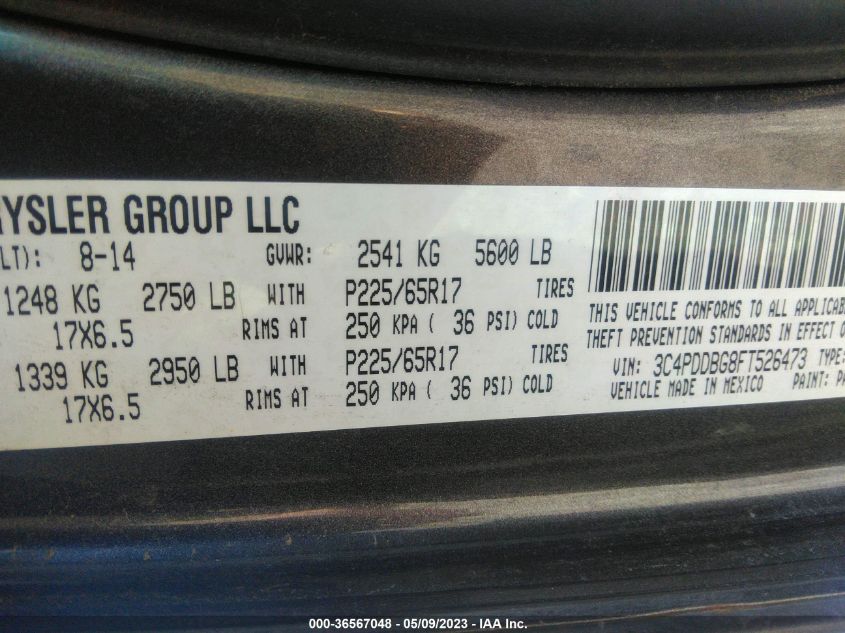 RYSLER GROUP LLC
LT): 8-14 GVWR: 2541 KG 5600 LB
1248 KG 2750 LB WITH P225/65R17 TIRES
17X6.5 RIMS AT 250 KPA ( 36 PSI) COLD
1339 KG 2950 LB WITH P225/65R17 TIRES
17X6.5 RIMS AT 250 KPA ( 36 PSI) COLD
THIS VEHICLE CONFORMS TO ALL APPLICABL
THEFT PREVENTION STANDARDS IN EFFECT O
VIN: 3C4PDDBG8FT526473 TYPE:
VEHICLE MADE IN MEXICO PAINT: PA
000-36567048 — 05/09/2023 — IAA Inc.